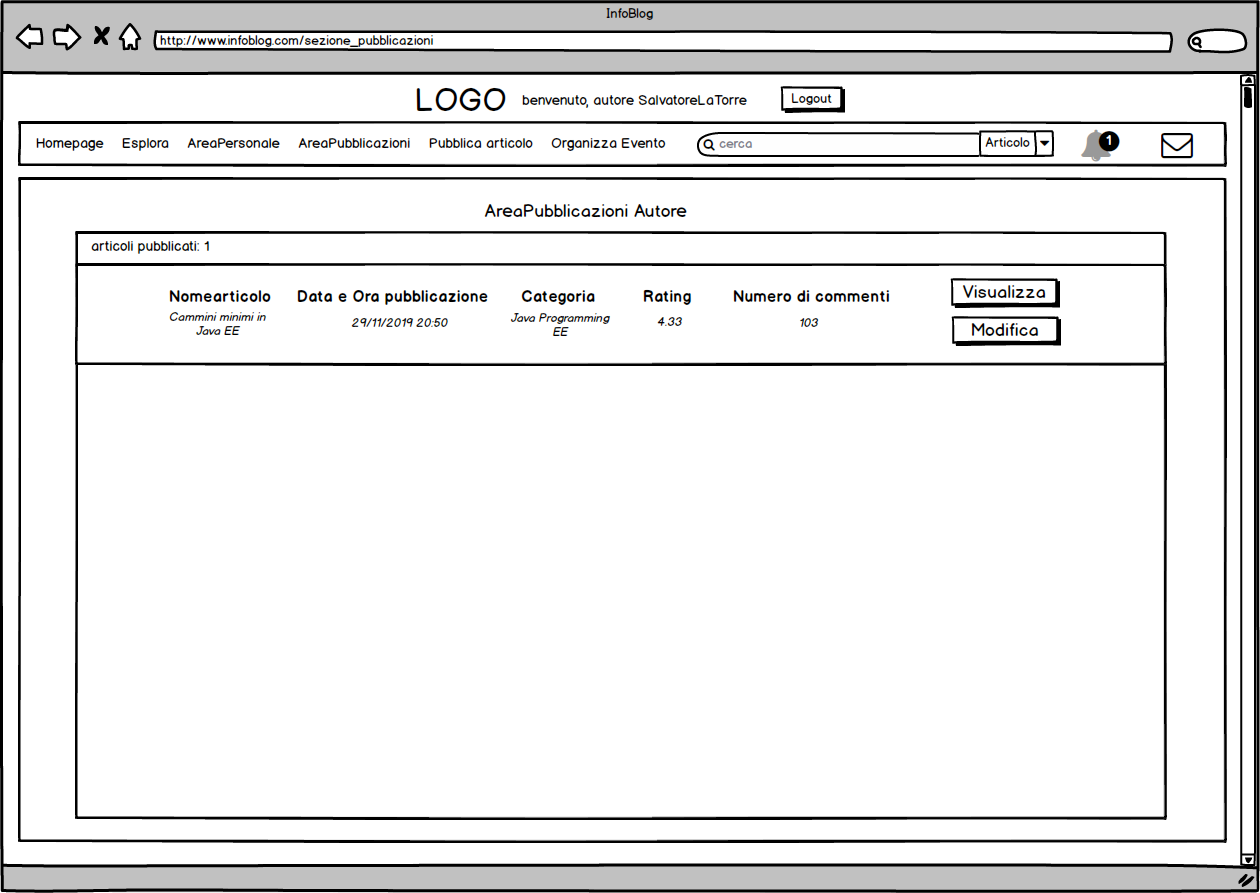 InfoBlog
http://www.infoblog.com/sezione_pubblicazioni
LOGO benvenuto, autore SalvatoreLaTorre Logout
Homepage Esplora AreaPersonale AreaPubblicazioni Pubblica articolo Organizza Evento cerca Articolo 1
AreaPubblicazioni Autore
articoli pubblicati: 1
Nomearticolo Data e Ora pubblicazione Categoria Rating Numero di commenti Visualizza
Cammini minimi in 29/11/2019 20:50 Java Programming 4.33 103
Java EE EE Modifica